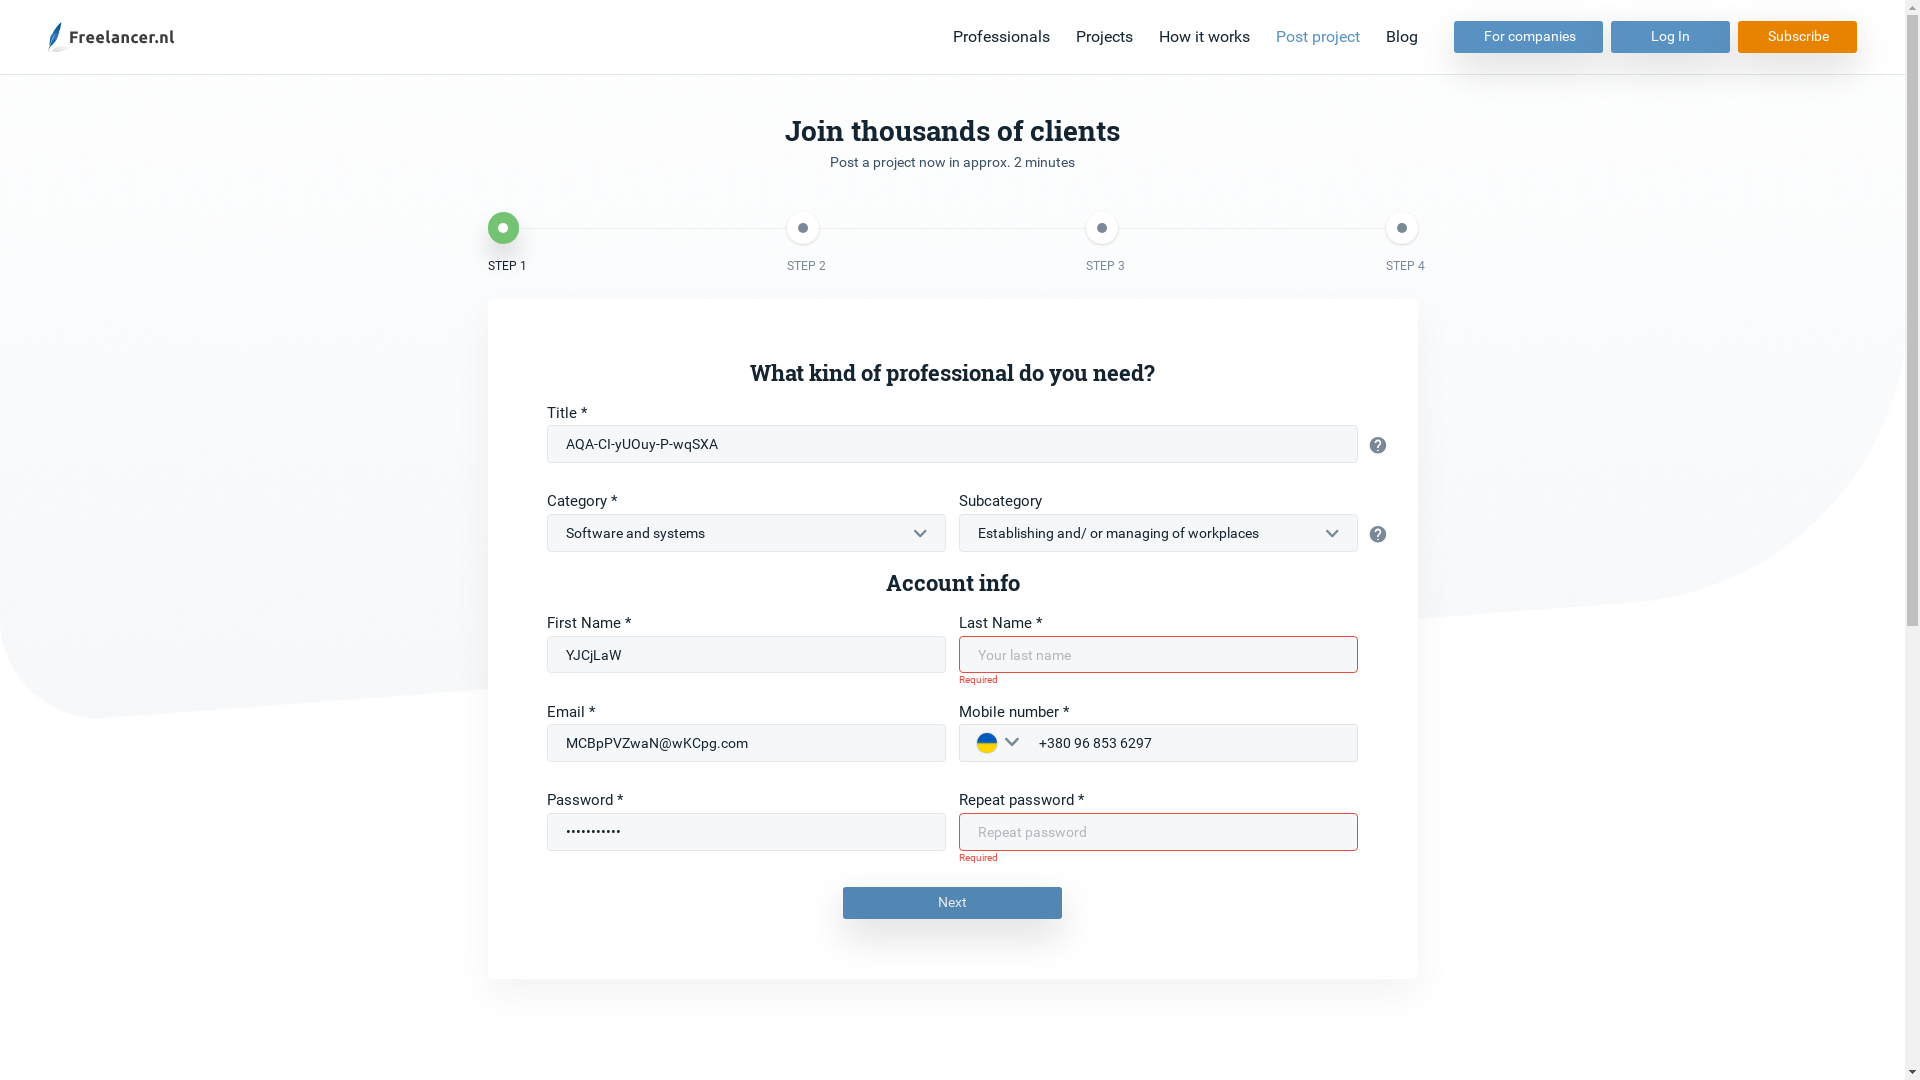 Freelancer.nl
Professionals Projects How it works Post project Blog For companies Log In Subscribe
Join thousands of clients
Post a project now in approx. 2 minutes
STEP 1 STEP 2 STEP 3 STEP 4
What kind of professional do you need?
Title *
AQA-CI-yUOuy-P-wqSXA
Category * Subcategory
Software and systems Establishing and/ or managing of workplaces
Account info
First Name * Last Name *
YJCjLaW Your last name
Required
Email * Mobile number *
MCBpPVZwaN@wKCpg.com +380 96 853 6297
Password * Repeat password *
••••••••••• Repeat password
Required
Next